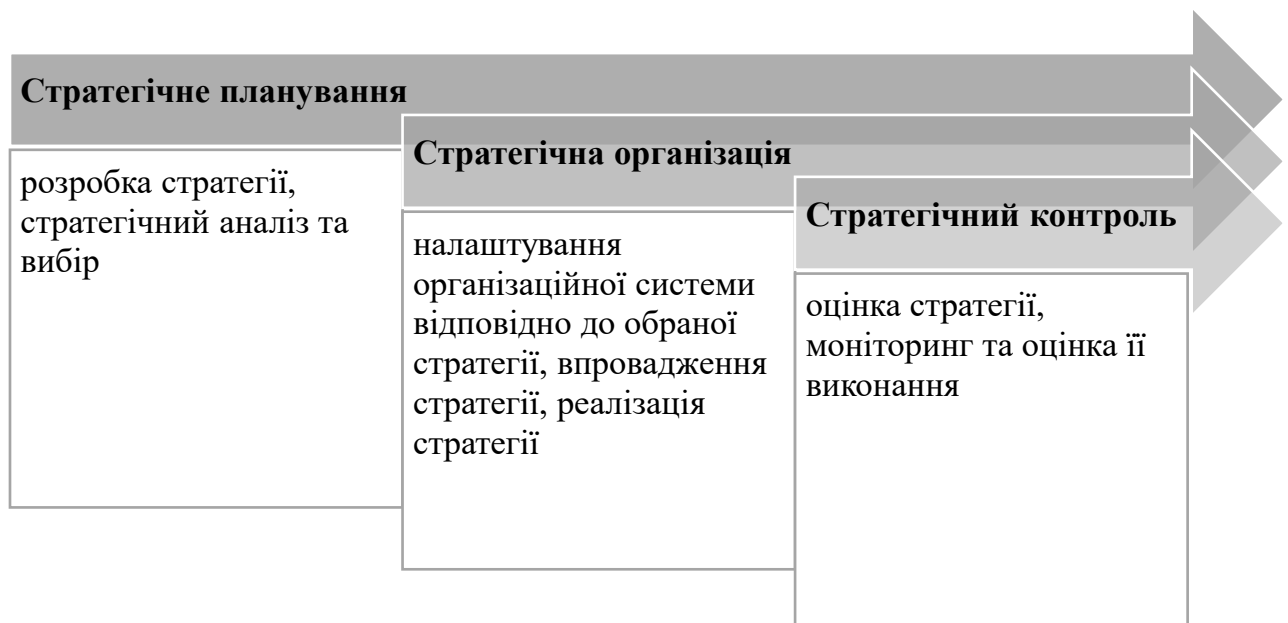 Стратегічне планування
розробка стратегії,
стратегічний аналіз та
вибір
Стратегічна організація
налаштування
організаційної системи
відповідно до обраної
стратегії, впровадження
стратегії, реалізація
стратегії
Стратегічний контроль
оцінка стратегії,
моніторинг та оцінка її
виконання